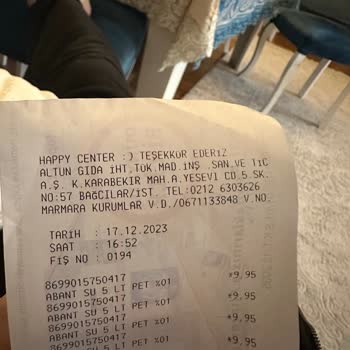 HAPPY CENTER :) TEŞEKKÜR EDERİZ
ALTUN GIDA İHT.TÜK.MAD.İNŞ .SAN.VE TİC
A.Ş. K.KARABEKİR MAH.A.YESEVİ CD.5.SK.
NO:57 BAGCILAR/İST. TEL:0212 6303626
MARMARA KURUMLAR V.D./0671133848 V.NO.
TARİH : 17.12.2023
SAAT : 16:52
FİŞ NO : 0194
8699015750417
ABANT SU 5 LT PET %01 *9,95
8699015750417
ABANT SU 5 LT PET %01 *9,95
8699015750417
ABANT SU 5 LT PET %01 *9,95
8699015750417
ABANT SU 5 LT PET %01 *9,95